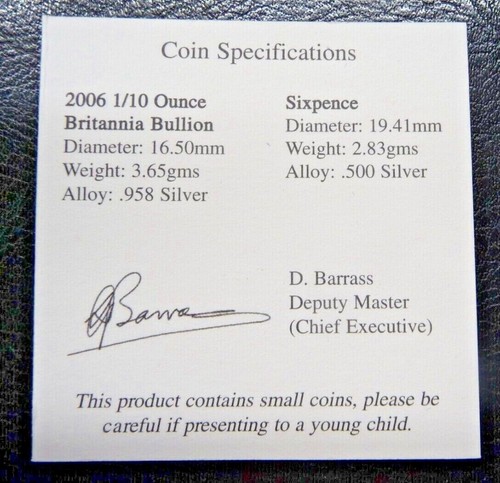 Coin Specifications
2006 1/10 Ounce
Britannia Bullion
Diameter: 16.50mm
Weight: 3.65gms
Alloy: .958 Silver
Sixpence
Diameter: 19.41mm
Weight: 2.83gms
Alloy: .500 Silver
D. Barrass
Deputy Master
(Chief Executive)
This product contains small coins, please be
careful if presenting to a young child.